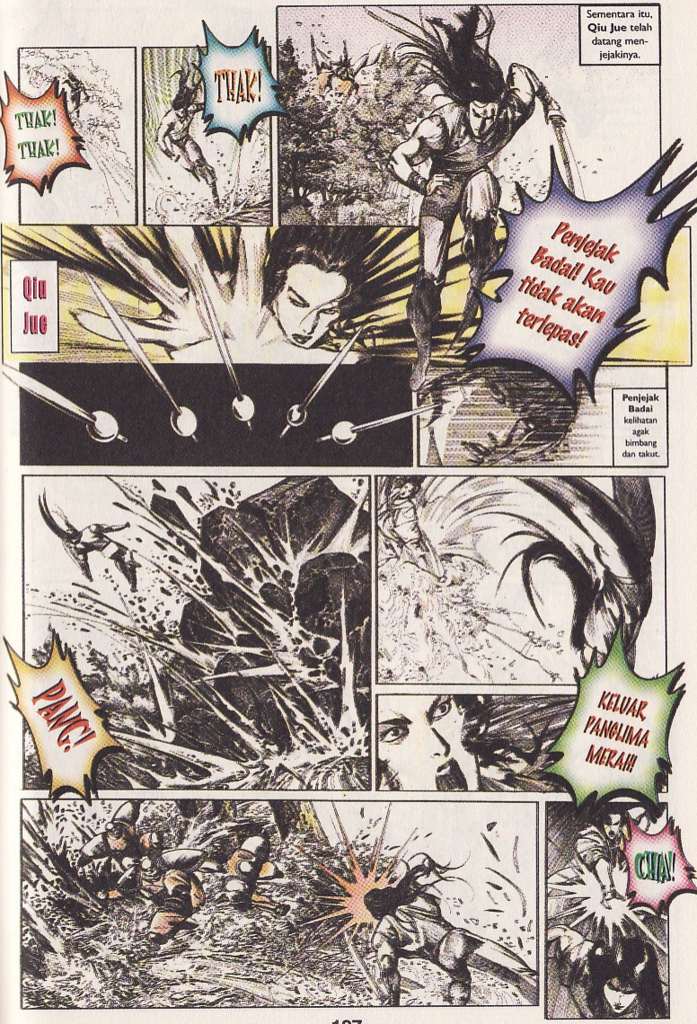 THAK!
THAK!
THAK!
Sementara itu,
Qiu Jue telah
datang men-
jejakinya.
Qiu
Jue
Penjejak
Badai! Kau
tidak akan
terlepas!
Penjejak
Badai
kelihatan
agak
bimbang
dan takut.
PANG!
KELUAR,
PANGLIMA
MERAH!
CHA!